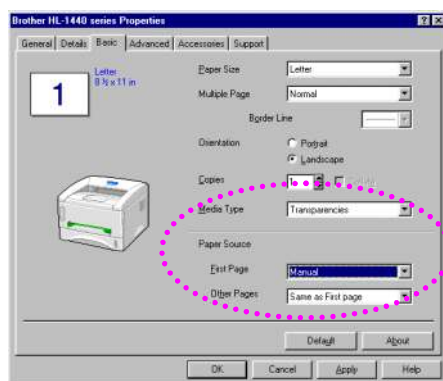 Brother HL-1440 series Properties
General Details Basic Advanced Accessories Support
1
Letter
8 ½ x 11 in
Paper Size Letter
Multiple Page Normal
Border Line
Orientation Portrait
Landscape
Copies 1
Media Type Transparencies
Paper Source
First Page Manual
Other Pages Same as First page
Default About
OK Cancel Apply Help